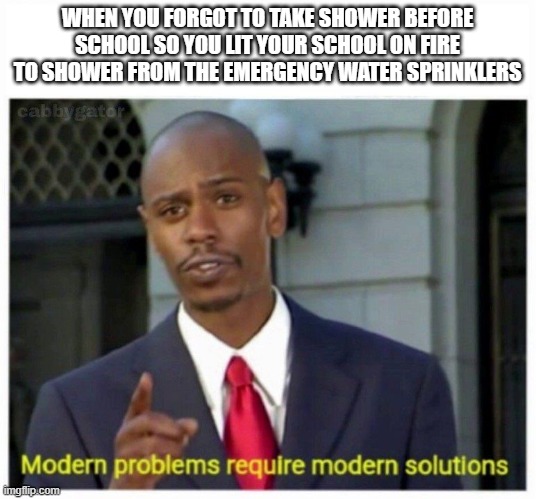 WHEN YOU FORGOT TO TAKE SHOWER BEFORE
SCHOOL SO YOU LIT YOUR SCHOOL ON FIRE
TO SHOWER FROM THE EMERGENCY WATER SPRINKLERS
cabbygator
Modern problems require modern solutions
imgflip.com